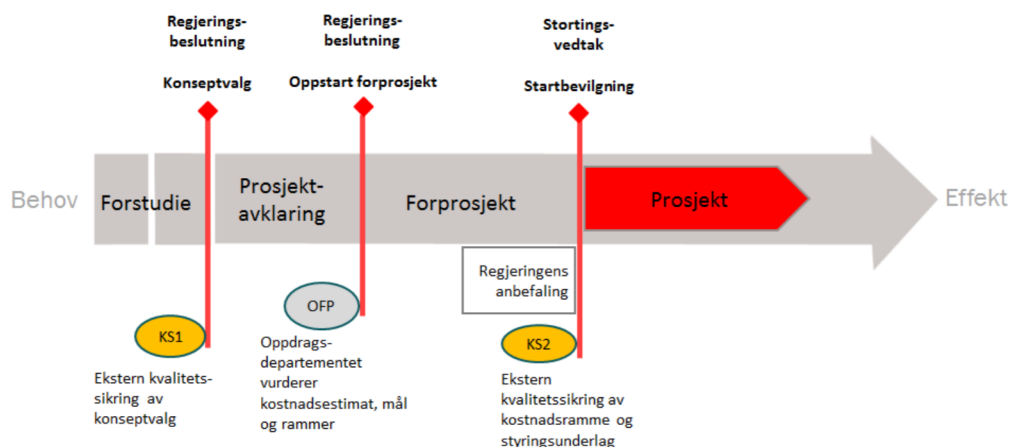 Regjerings-
beslutning
Konseptvalg
Regjerings-
beslutning
Oppstart forprosjekt
Stortings-
vedtak
Startbevilgning
Behov
Forstudie
Prosjekt-
avklaring
Forprosjekt
Prosjekt
Effekt
Regjeringens
anbefaling
KS1
Ekstern kvalitets-
sikring av
konseptvalg
OFP
Oppdrags-
departementet
vurderer
kostnadsestimat, mål
og rammer
KS2
Ekstern
kvalitetssikring av
kostnadsramme og
styringsunderlag